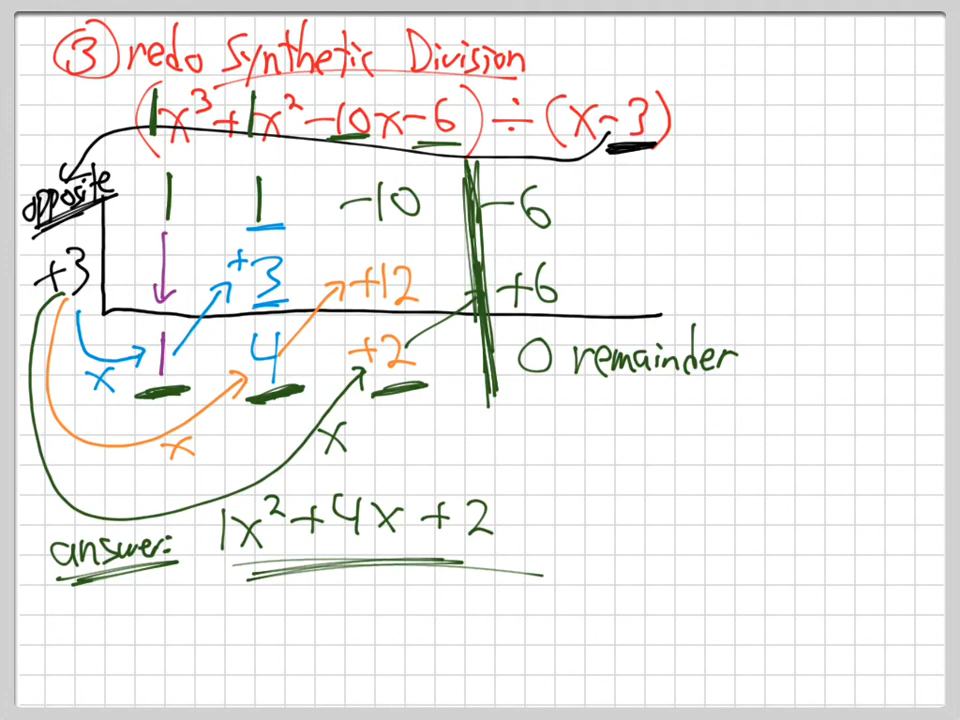 ③ redo Synthetic Division
(1x³ + 1x² - 10x - 6) ÷ (x - 3)
opposite
1 1 -10 -6
+3 +3 +12 +6
1 4 +2 0 remainder
x
x
x
answer: 1x² + 4x + 2